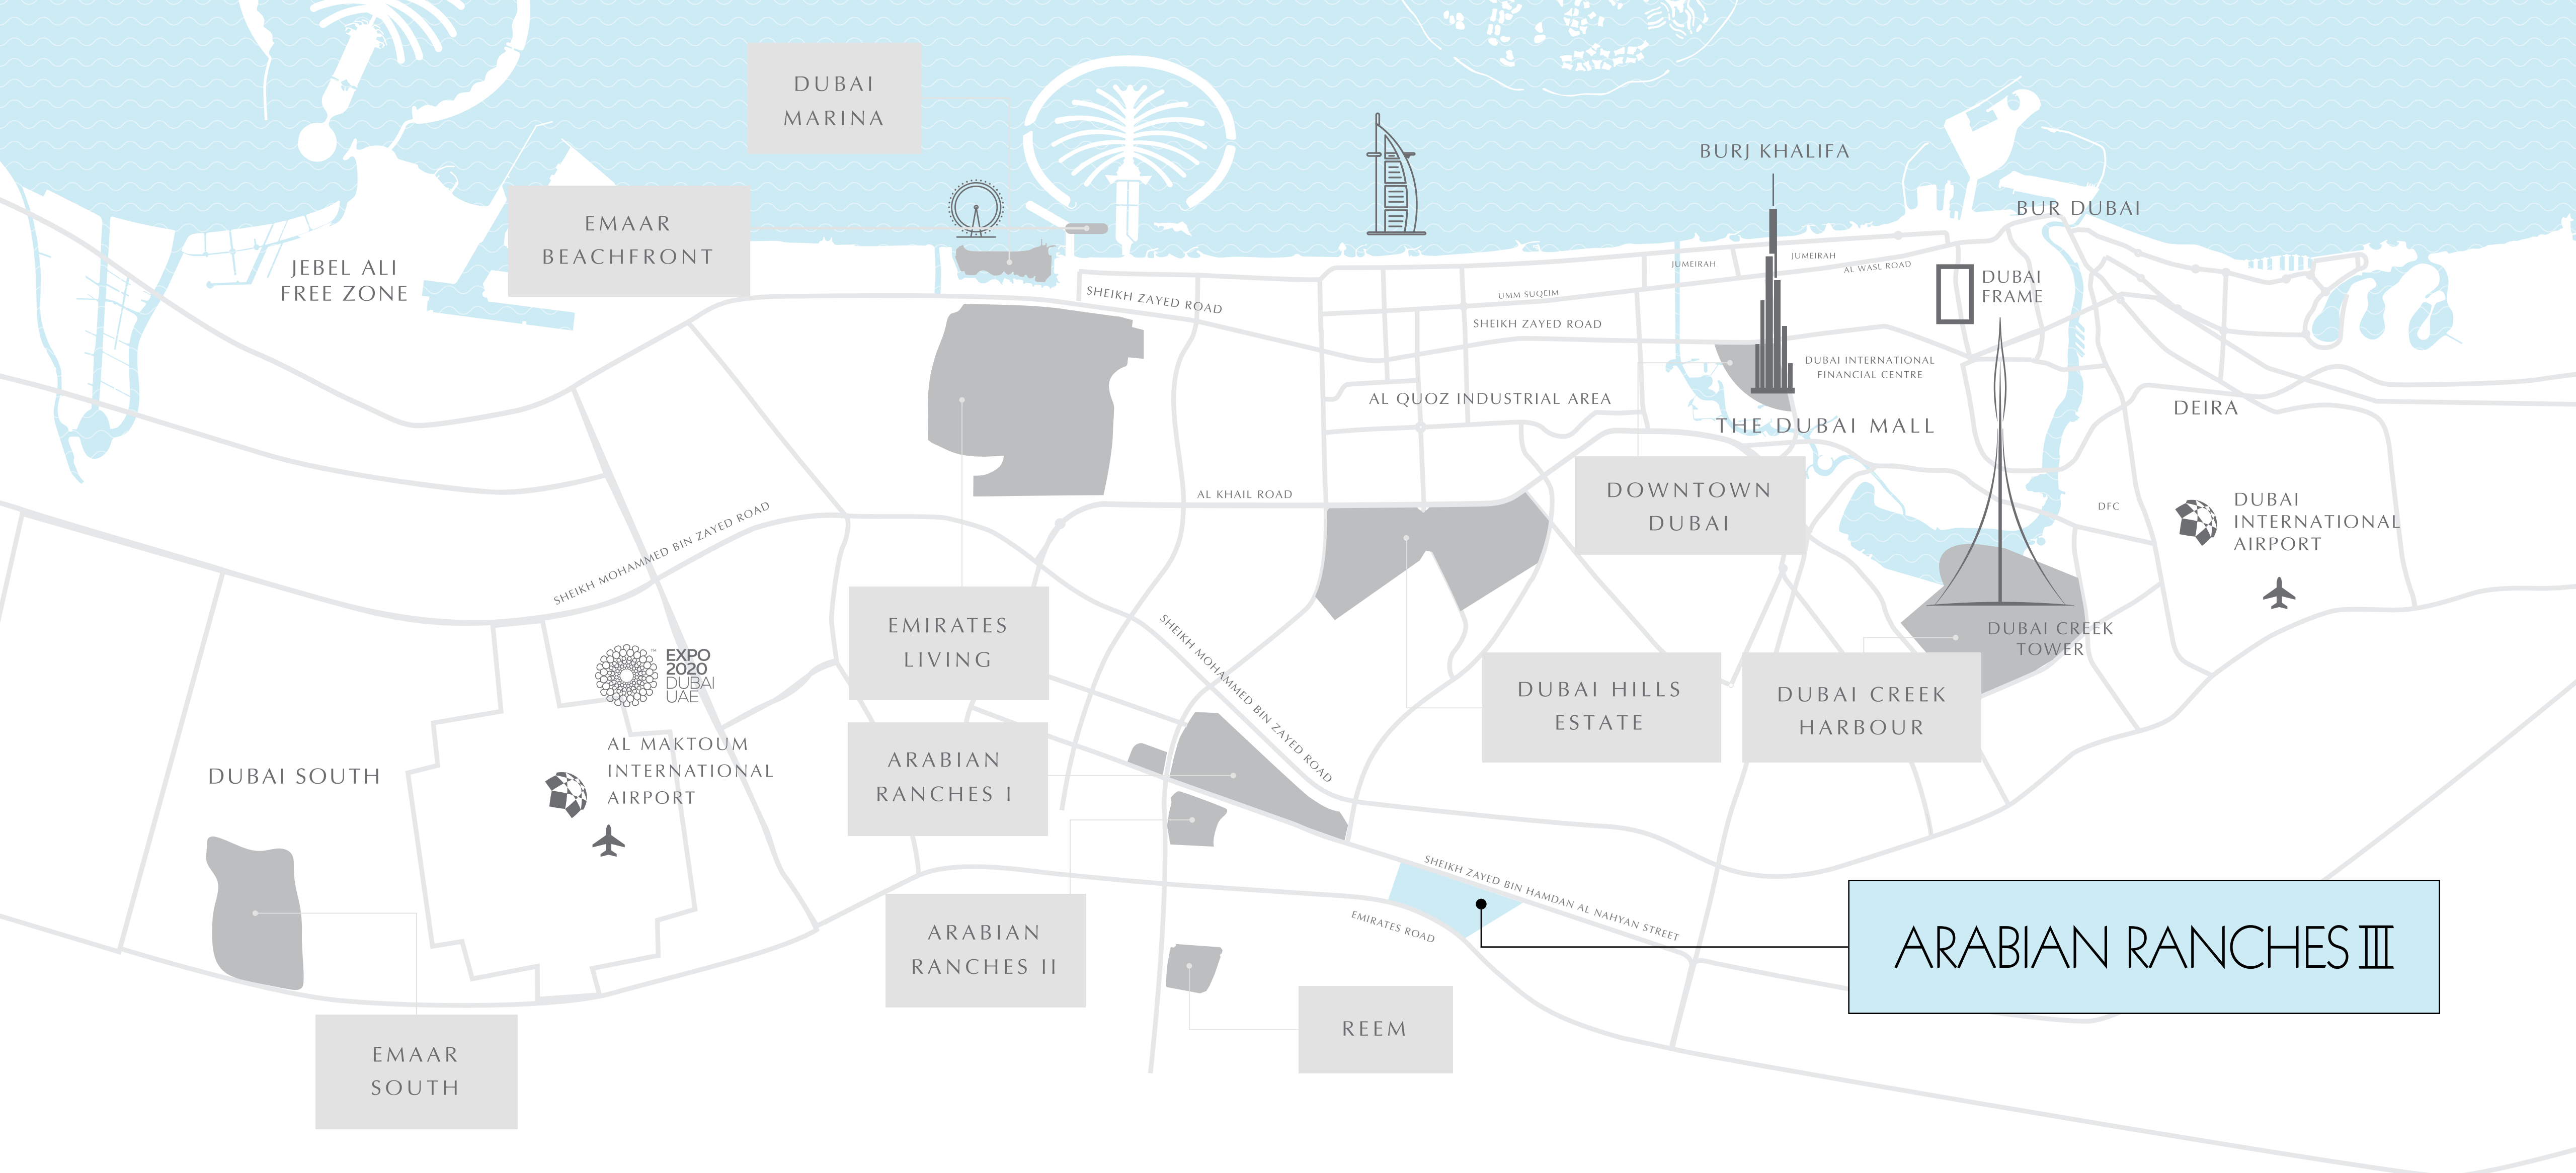 DUBAI
MARINA
EMAAR
BEACHFRONT
JEBEL ALI
FREE ZONE
BURJ KHALIFA
BUR DUBAI
JUMEIRAH
JUMEIRAH
AL WASL ROAD
DUBAI
FRAME
UMM SUQEIM
SHEIKH ZAYED ROAD
SHEIKH ZAYED ROAD
DUBAI INTERNATIONAL
FINANCIAL CENTRE
AL QUOZ INDUSTRIAL AREA
THE DUBAI MALL
DEIRA
AL KHAIL ROAD
DOWNTOWN
DUBAI
DFC
DUBAI
INTERNATIONAL
AIRPORT
SHEIKH MOHAMMED BIN ZAYED ROAD
EMIRATES
LIVING
SHEIKH MOHAMMED BIN ZAYED ROAD
DUBAI CREEK
TOWER
EXPO
2020
DUBAI
UAE
™
DUBAI HILLS
ESTATE
DUBAI CREEK
HARBOUR
AL MAKTOUM
INTERNATIONAL
AIRPORT
DUBAI SOUTH
ARABIAN
RANCHES I
SHEIKH ZAYED BIN HAMDAN AL NAHYAN STREET
EMIRATES ROAD
ARABIAN
RANCHES II
ARABIAN RANCHES III
REEM
EMAAR
SOUTH